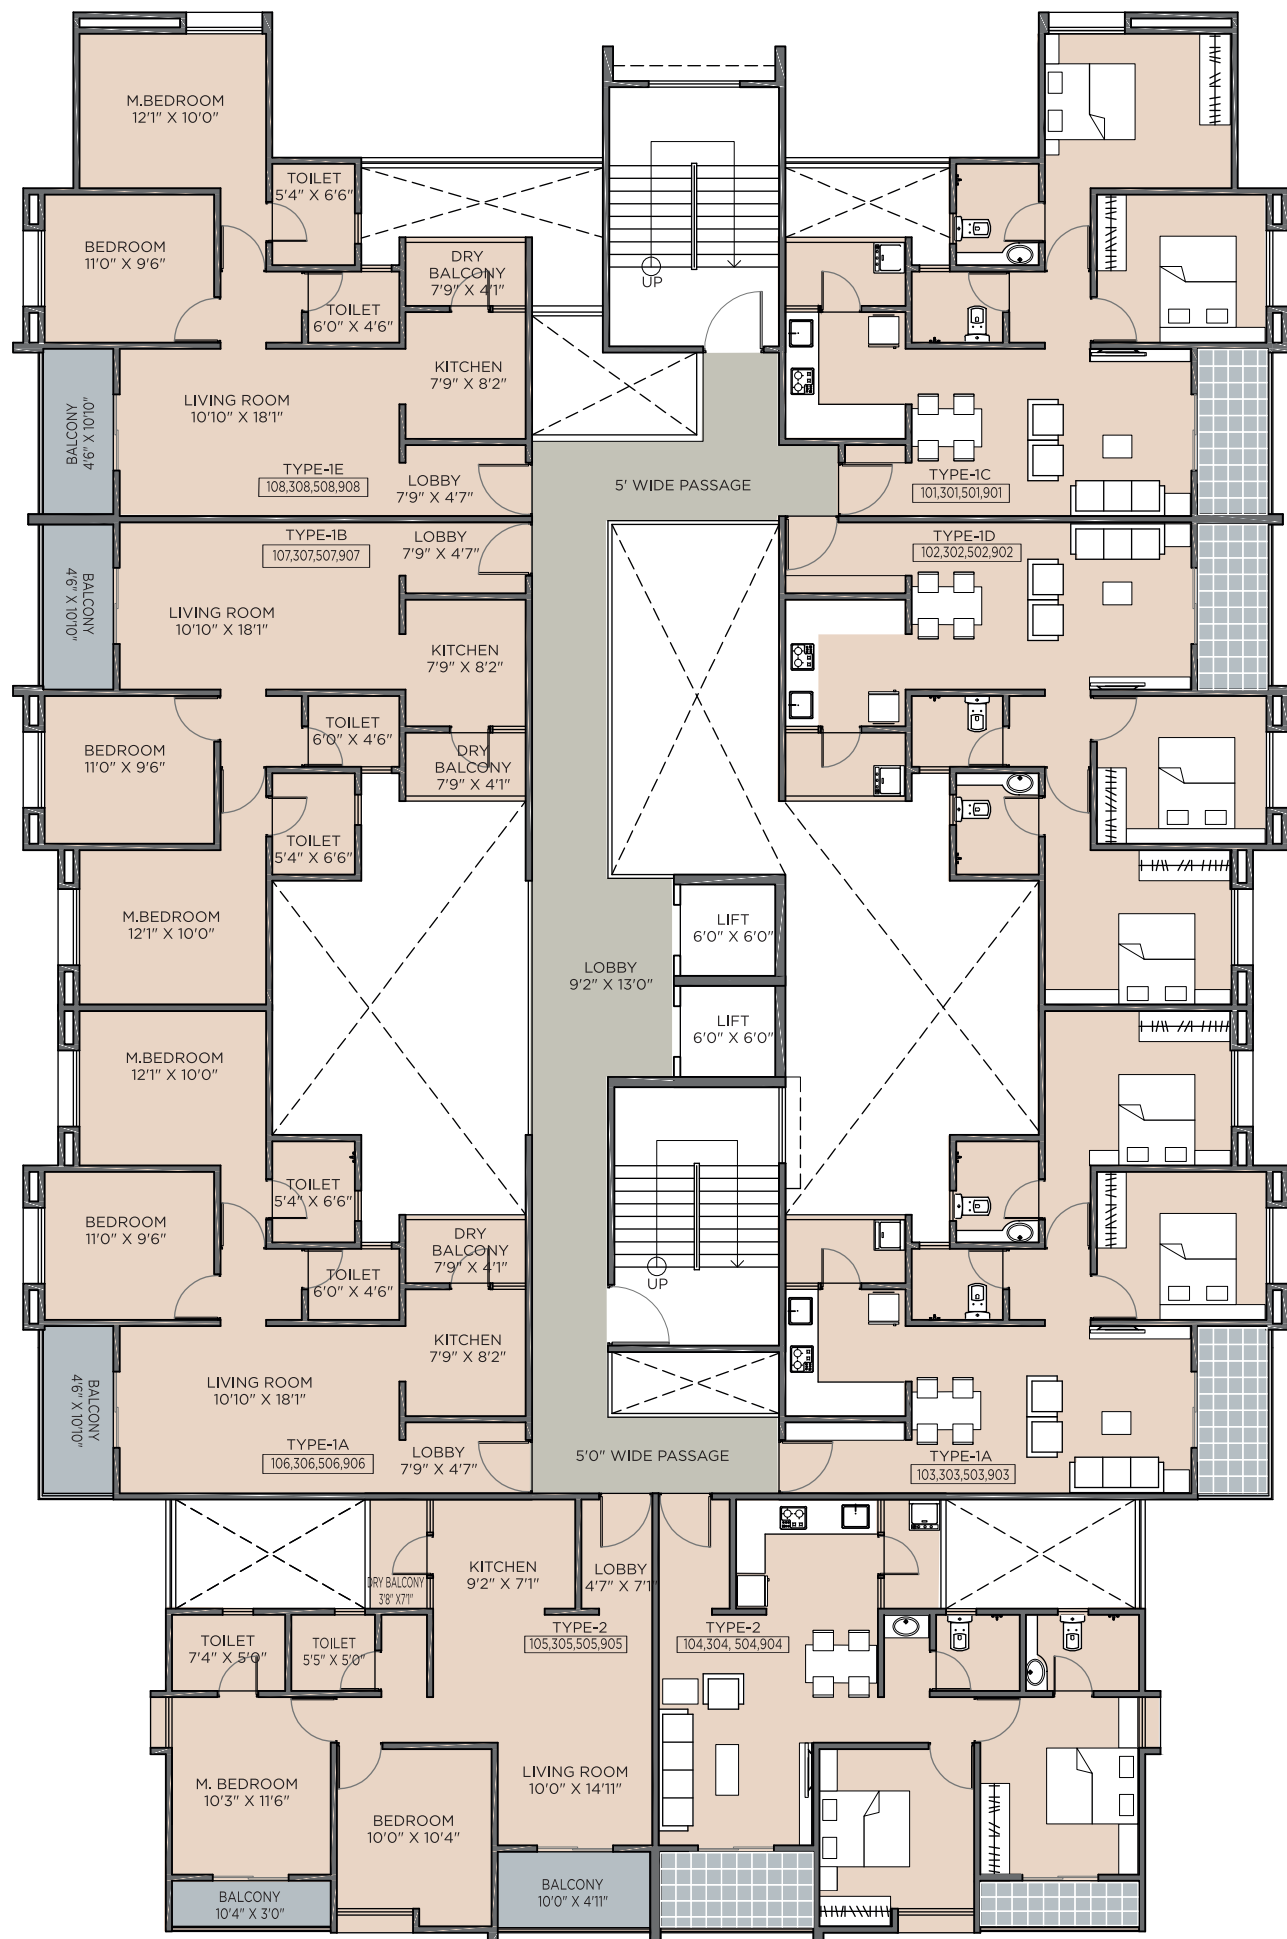 M.BEDROOM
12'1" X 10'0"
TOILET
5'4" X 6'6"
BEDROOM
11'0" X 9'6"
DRY
BALCONY
7'9" X 4'1"
UP
TOILET
6'0" X 4'6"
KITCHEN
7'9" X 8'2"
LIVING ROOM
10'10" X 18'1"
BALCONY
4'6" X 10'10"
TYPE-1E
108,308,508,908
LOBBY
7'9" X 4'7"
5' WIDE PASSAGE
TYPE-1C
101,301,501,901
TYPE-1B
107,307,507,907
LOBBY
7'9" X 4'7"
TYPE-1D
102,302,502,902
BALCONY
4'6" X 10'10"
LIVING ROOM
10'10" X 18'1"
KITCHEN
7'9" X 8'2"
TOILET
6'0" X 4'6"
BEDROOM
11'0" X 9'6"
DRY
BALCONY
7'9" X 4'1"
TOILET
5'4" X 6'6"
M.BEDROOM
12'1" X 10'0"
LIFT
6'0" X 6'0"
LOBBY
9'2" X 13'0"
LIFT
6'0" X 6'0"
M.BEDROOM
12'1" X 10'0"
TOILET
5'4" X 6'6"
BEDROOM
11'0" X 9'6"
DRY
BALCONY
7'9" X 4'1"
TOILET
6'0" X 4'6"
UP
KITCHEN
7'9" X 8'2"
LIVING ROOM
10'10" X 18'1"
BALCONY
4'6" X 10'10"
TYPE-1A
106,306,506,906
LOBBY
7'9" X 4'7"
5'0" WIDE PASSAGE
TYPE-1A
103,303,503,903
KITCHEN
9'2" X 7'1"
LOBBY
4'7" X 7'1"
DRY BALCONY
3'8" X7'1"
TYPE-2
105,305,505,905
TYPE-2
104,304, 504,904
TOILET
7'4" X 5'0"
TOILET
5'5" X 5'0"
LIVING ROOM
10'0" X 14'11"
M. BEDROOM
10'3" X 11'6"
BEDROOM
10'0" X 10'4"
BALCONY
10'4" X 3'0"
BALCONY
10'0" X 4'11"